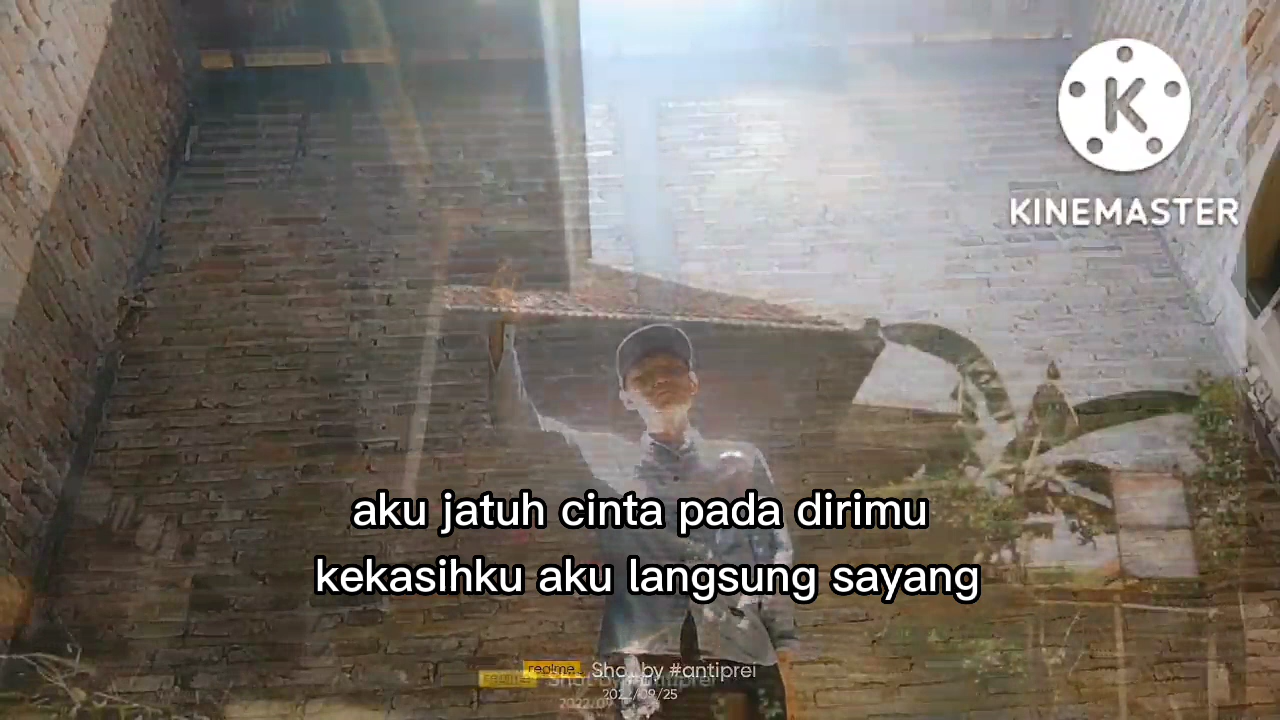 K
KINEMASTER
aku jatuh cinta pada dirimu
kekasihku aku langsung sayang
realme Shot by #antiprei
2022/09/25